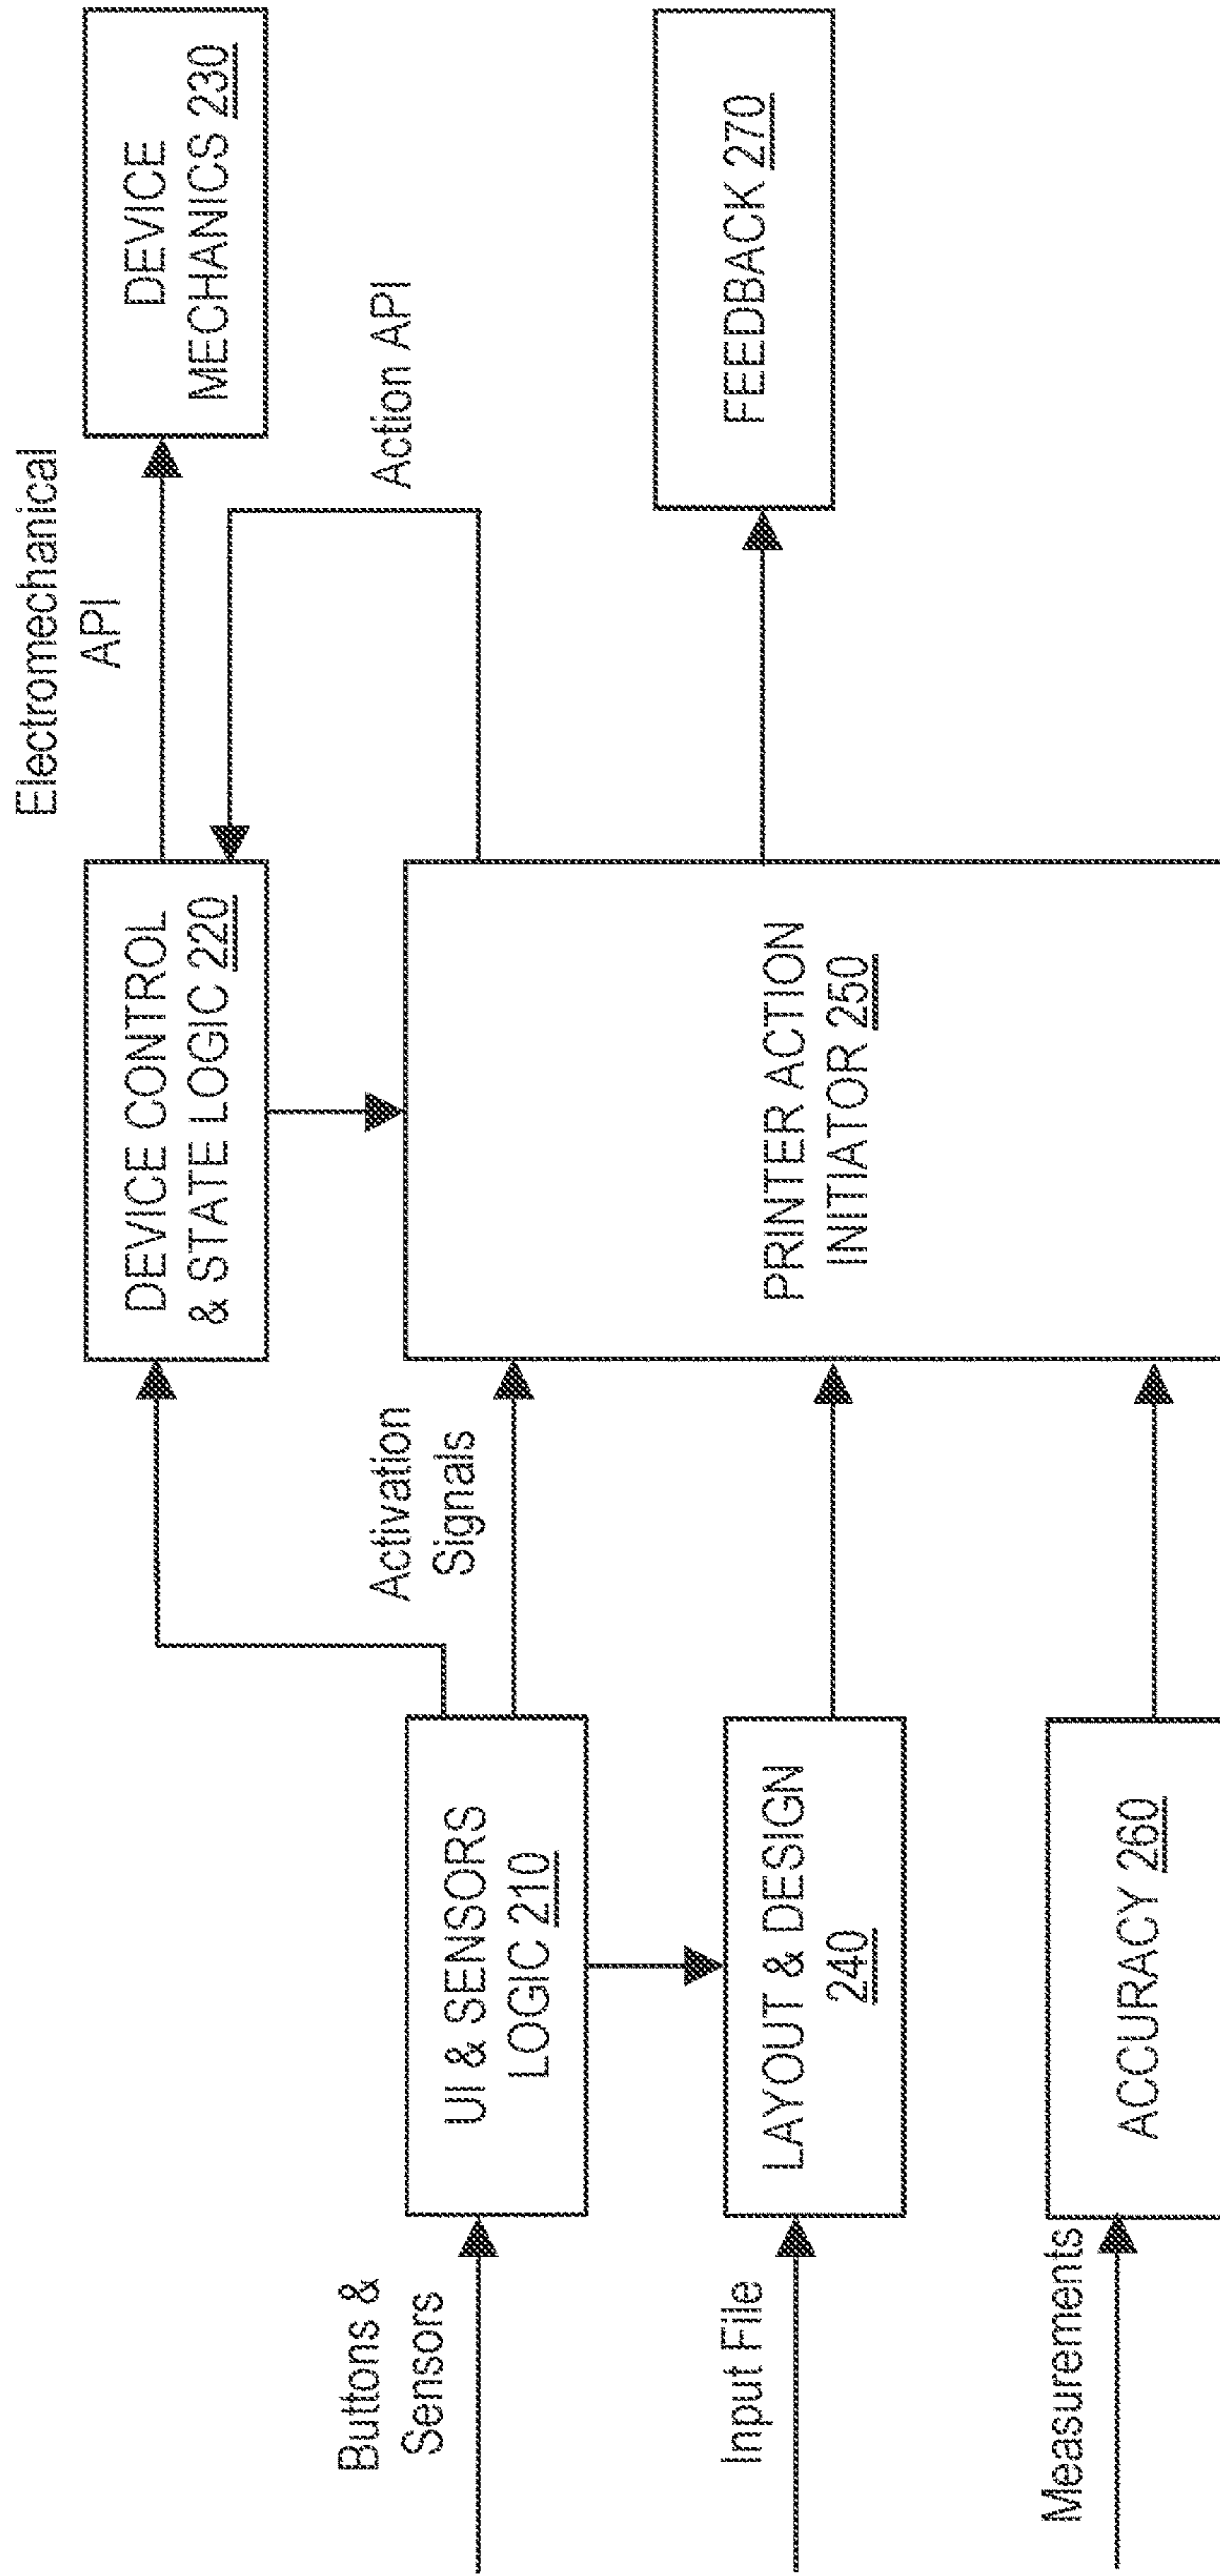 Buttons &
Sensors
UI & SENSORS
LOGIC 210
Input File
LAYOUT & DESIGN
240
Measurements
ACCURACY 260
Activation
Signals
DEVICE CONTROL
& STATE LOGIC 220
PRINTER ACTION
INITIATOR 250
Electromechanical
API
Action API
DEVICE
MECHANICS 230
FEEDBACK 270